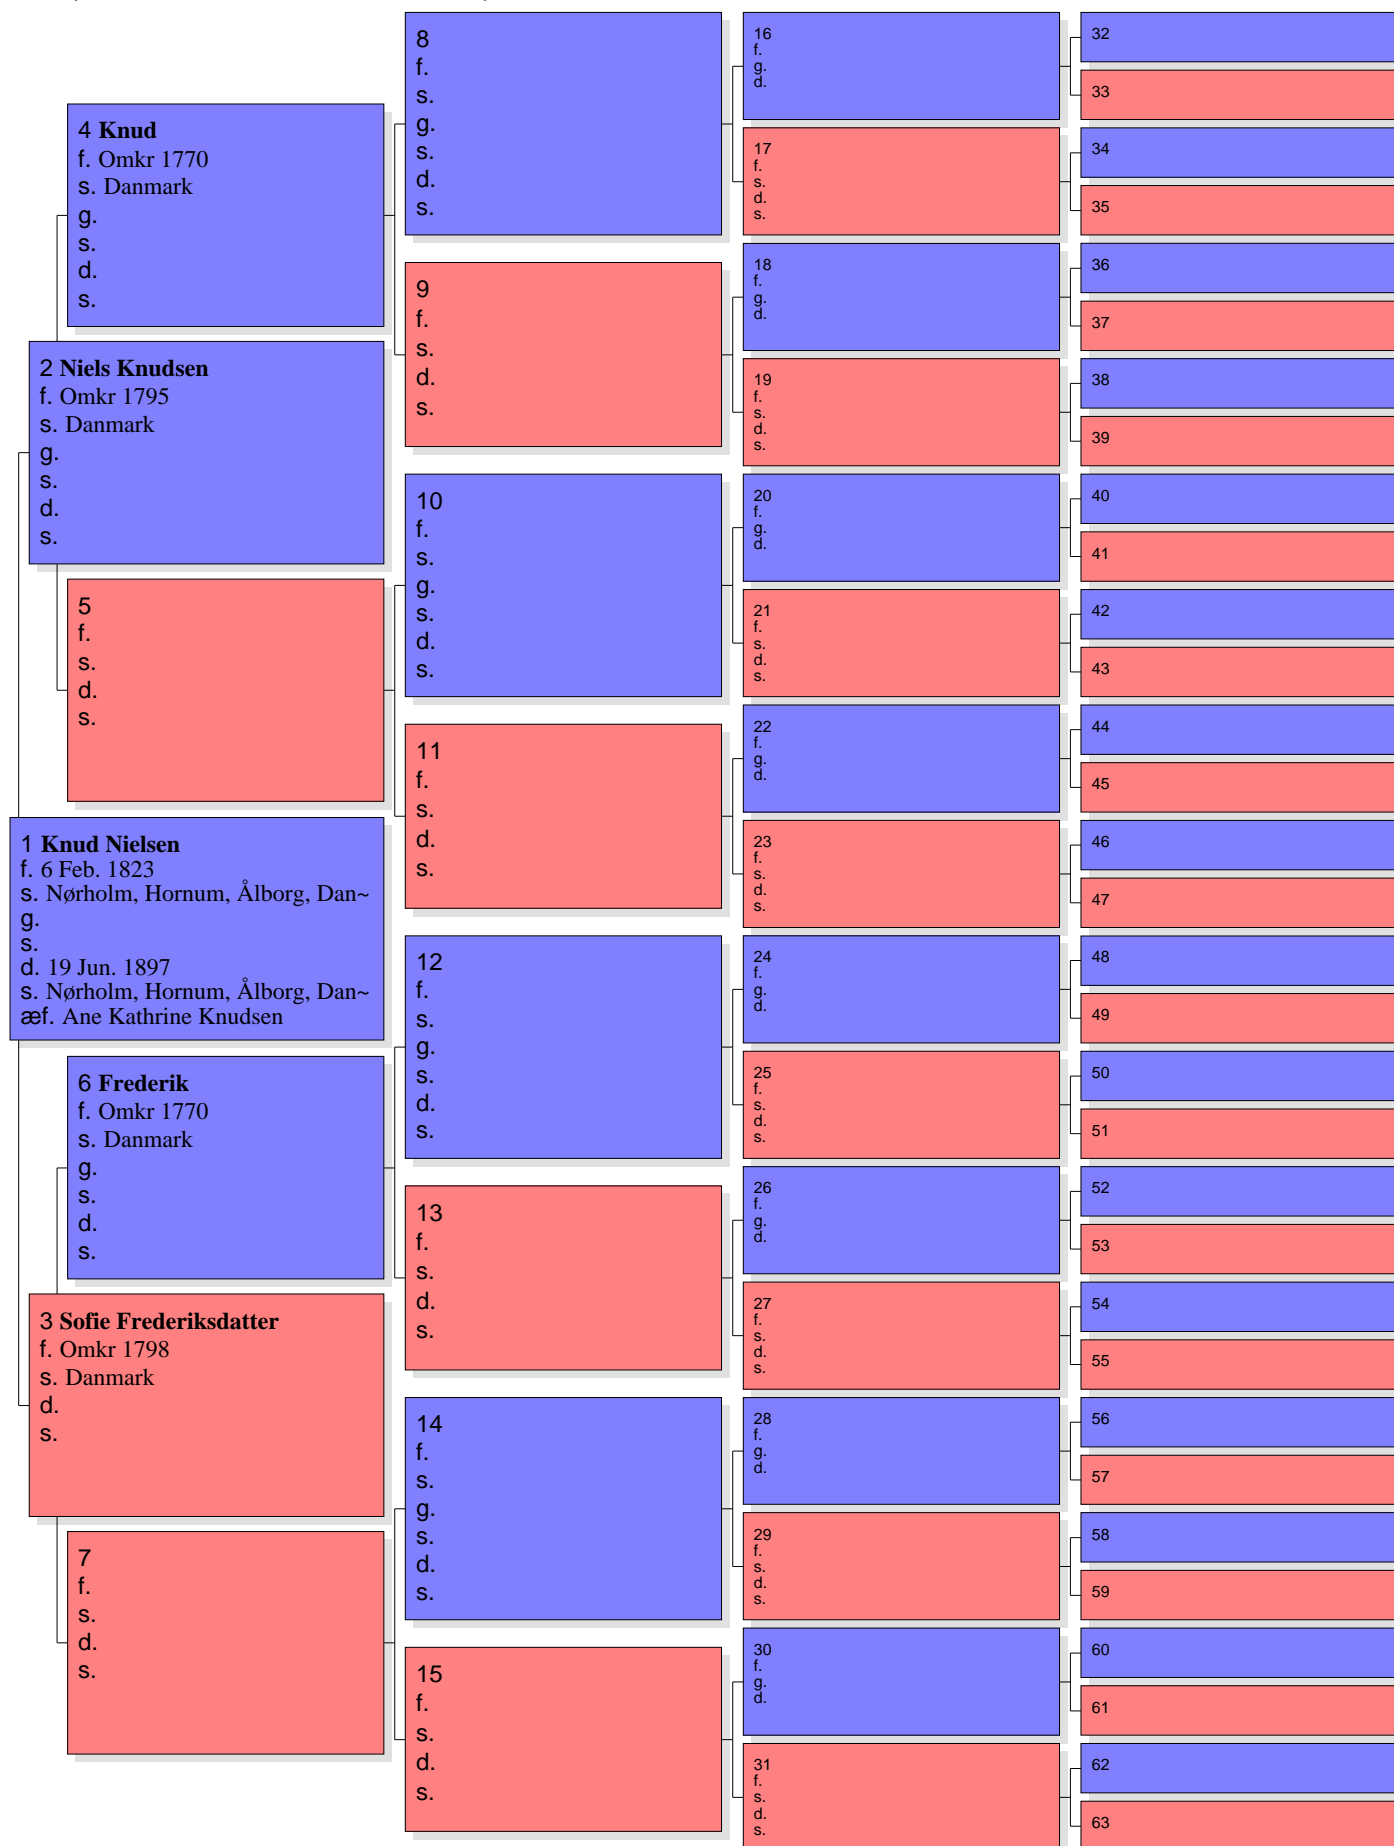 4 Knud
f. Omkr 1770
s. Danmark
g.
s.
d.
s.
2 Niels Knudsen
f. Omkr 1795
s. Danmark
g.
s.
d.
s.
5
f.
s.
d.
s.
1 Knud Nielsen
f. 6 Feb. 1823
s. Nørholm, Hornum, Ålborg, Dan~
g.
s.
d. 19 Jun. 1897
s. Nørholm, Hornum, Ålborg, Dan~
æf. Ane Kathrine Knudsen
6 Frederik
f. Omkr 1770
s. Danmark
g.
s.
d.
s.
3 Sofie Frederiksdatter
f. Omkr 1798
s. Danmark
d.
s.
7
f.
s.
d.
s.
8
f.
s.
g.
s.
d.
s.
9
f.
s.
d.
s.
10
f.
s.
g.
s.
d.
s.
11
f.
s.
d.
s.
12
f.
s.
g.
s.
d.
s.
13
f.
s.
d.
s.
14
f.
s.
g.
s.
d.
s.
15
f.
s.
d.
s.
16
f.
g.
d.
17
f.
s.
d.
s.
18
f.
g.
d.
19
f.
s.
d.
s.
20
f.
g.
d.
21
f.
s.
d.
s.
22
f.
g.
d.
23
f.
s.
d.
s.
24
f.
g.
d.
25
f.
s.
d.
s.
26
f.
g.
d.
27
f.
s.
d.
s.
28
f.
g.
d.
29
f.
s.
d.
s.
30
f.
g.
d.
31
f.
s.
d.
s.
32
33
34
35
36
37
38
39
40
41
42
43
44
45
46
47
48
49
50
51
52
53
54
55
56
57
58
59
60
61
62
63